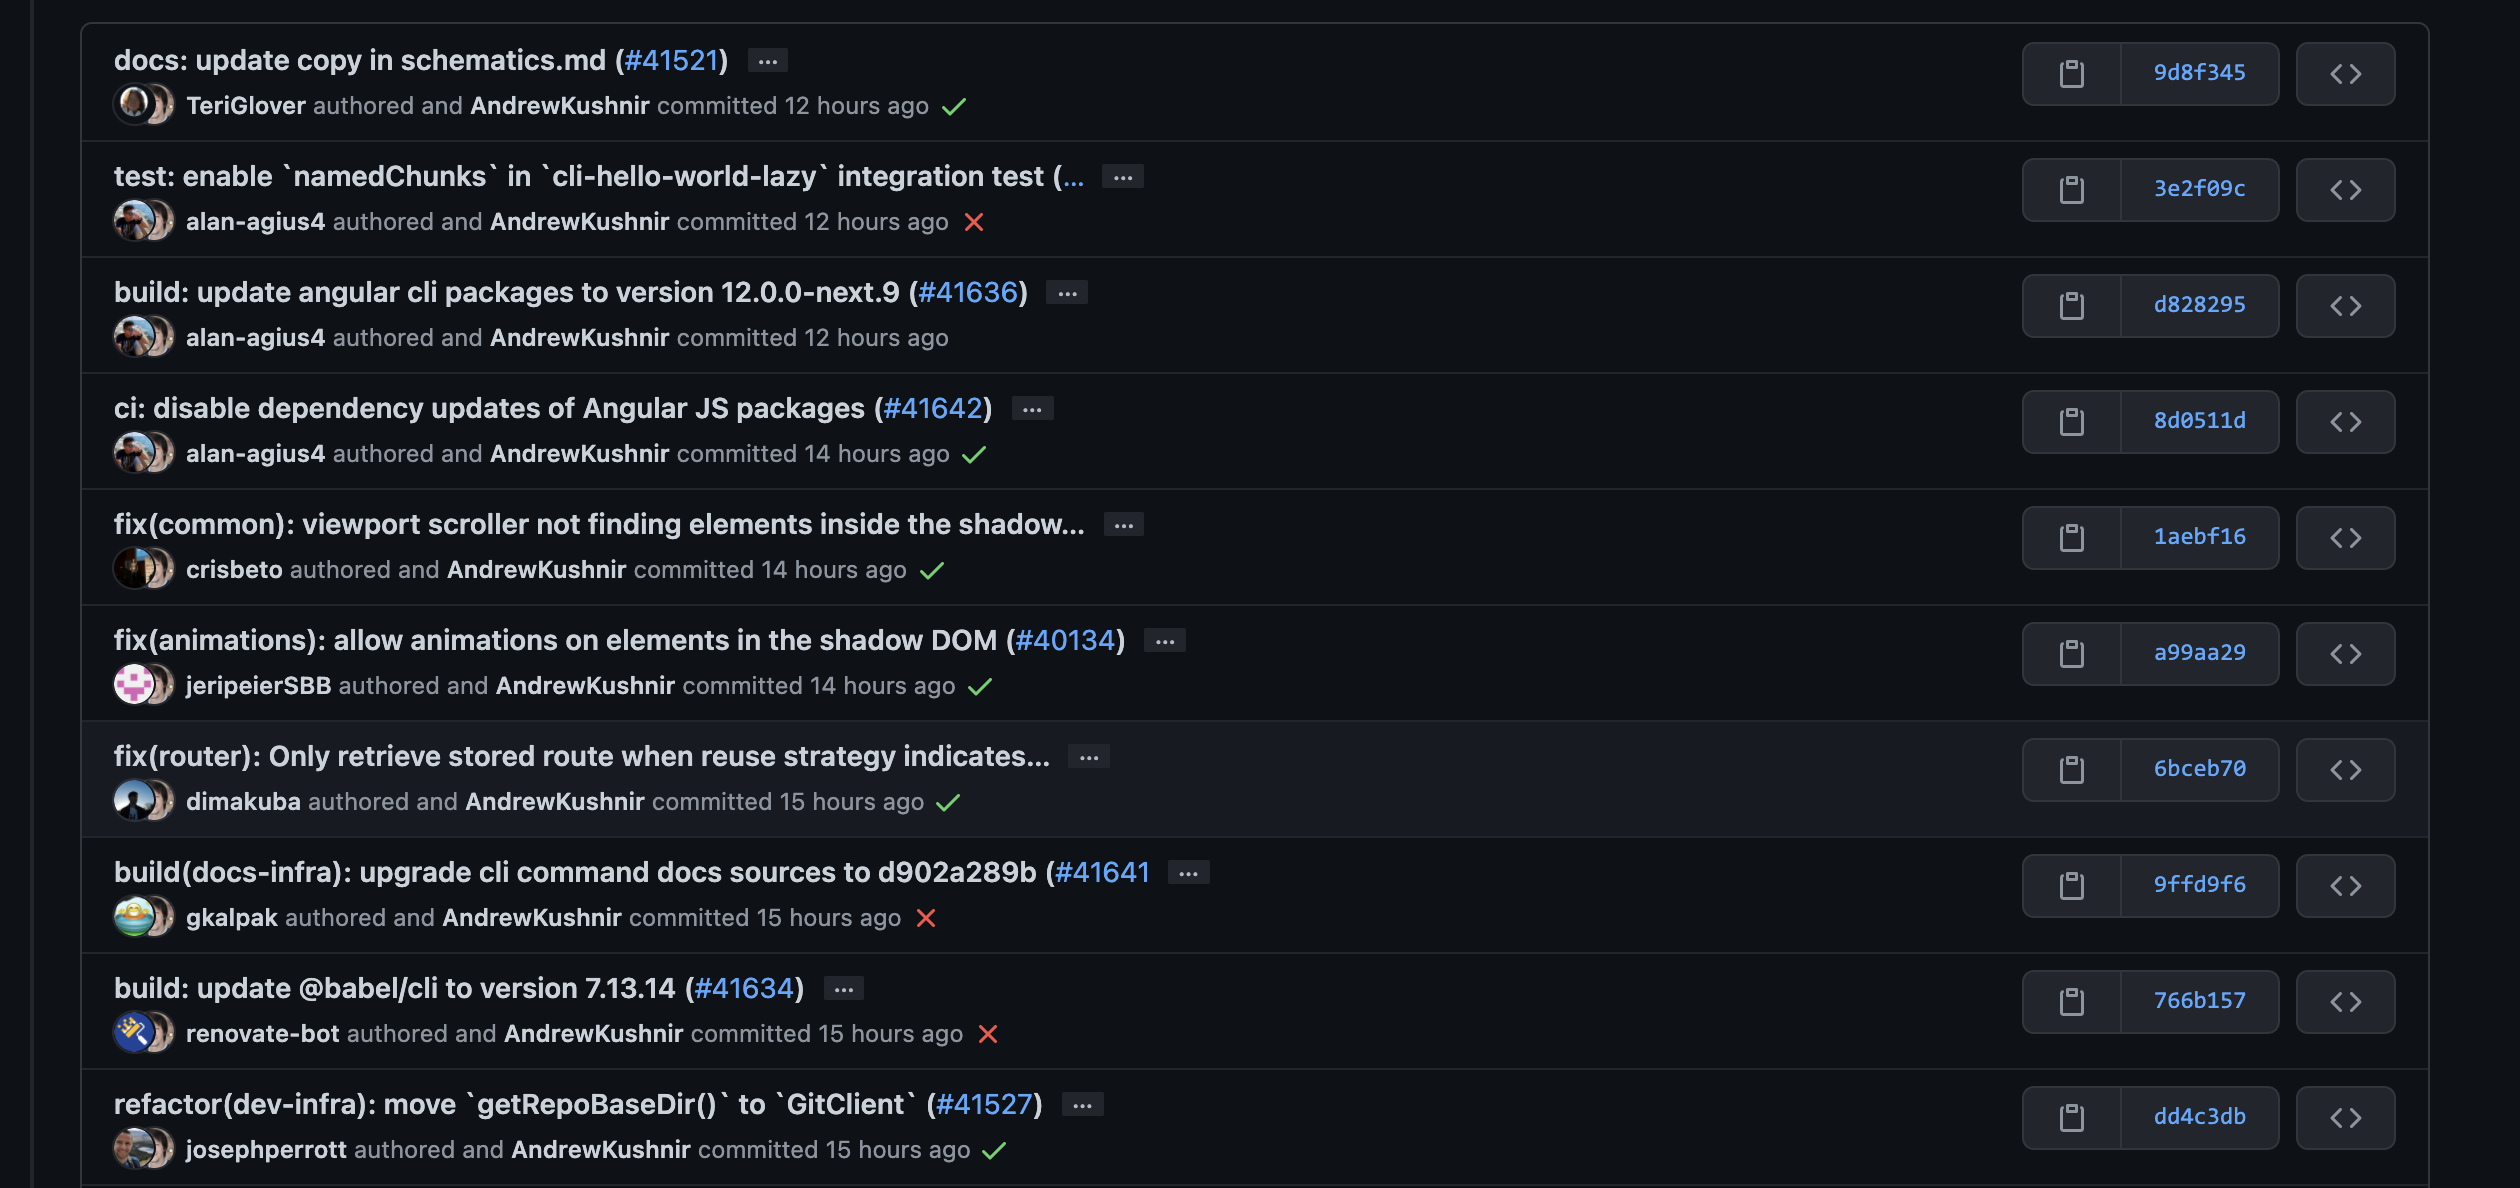 docs: update copy in schematics.md (#41521) ...
TeriGlover authored and AndrewKushnir committed 12 hours ago
9d8f345
test: enable `namedChunks` in `cli-hello-world-lazy` integration test (... ...
alan-agius4 authored and AndrewKushnir committed 12 hours ago
3e2f09c
build: update angular cli packages to version 12.0.0-next.9 (#41636) ...
alan-agius4 authored and AndrewKushnir committed 12 hours ago
d828295
ci: disable dependency updates of Angular JS packages (#41642) ...
alan-agius4 authored and AndrewKushnir committed 14 hours ago
8d0511d
fix(common): viewport scroller not finding elements inside the shadow... ...
crisbeto authored and AndrewKushnir committed 14 hours ago
1aebf16
fix(animations): allow animations on elements in the shadow DOM (#40134) ...
jeripeierSBB authored and AndrewKushnir committed 14 hours ago
a99aa29
fix(router): Only retrieve stored route when reuse strategy indicates... ...
dimakuba authored and AndrewKushnir committed 15 hours ago
6bceb70
build(docs-infra): upgrade cli command docs sources to d902a289b (#41641 ...
gkalpak authored and AndrewKushnir committed 15 hours ago
9ffd9f6
build: update @babel/cli to version 7.13.14 (#41634) ...
renovate-bot authored and AndrewKushnir committed 15 hours ago
766b157
refactor(dev-infra): move `getRepoBaseDir()` to `GitClient` (#41527) ...
josephperrott authored and AndrewKushnir committed 15 hours ago
dd4c3db